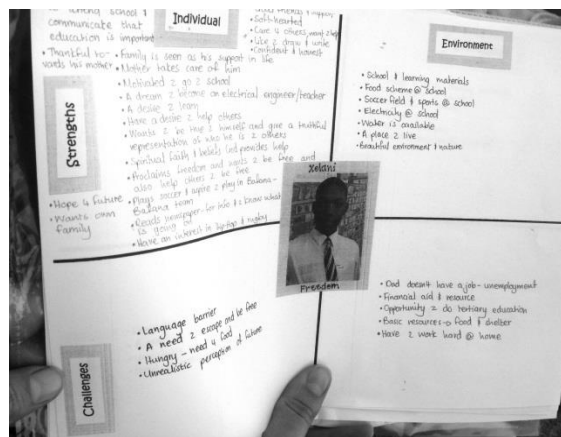 is among school &
communicate that
education is important
• Thankful to-
wards his mother
Individual
• Soft-hearted
• Care 4 others, want 2 help
• Like 2 draw & write
• Confident & honest
• Family is seen as his support in life
• Mother takes care of him
• Motivated 2 go 2 school
• A dream 2 become an electrical engineer/teacher
• A desire 2 learn
• Have a desire 2 help others
• Wants 2 be true 2 himself and give a truthful
representation of who he is 2 others
• Spiritual faith & beliefs God provides help
• Proclaims freedom and wants 2 be free and
also help others 2 be free
• Plays soccer & aspire 2 play in Bafana-
Bafana team
• Reads newspaper - for info & 2 know what
is going on
• Have an interest in hip-hop & rugby
Strengths
• Hope 4 future
• Wants own
family
Environment
• School & learning materials
• Food scheme @ school
• Soccer field & sports @ school
• Electricity @ school
• Water is available
• A place 2 live
• Beautiful environment & nature
Xelani
Freedom
Challenges
• Language barrier
• A need 2 escape and be free
• Hungry - need 4 food
• Unrealistic perception of future
• Dad doesn't have a job - unemployment
• Financial aid & resource
• Opportunity 2 do tertiary education
• Basic resources → food & shelter
• Have 2 work hard @ home